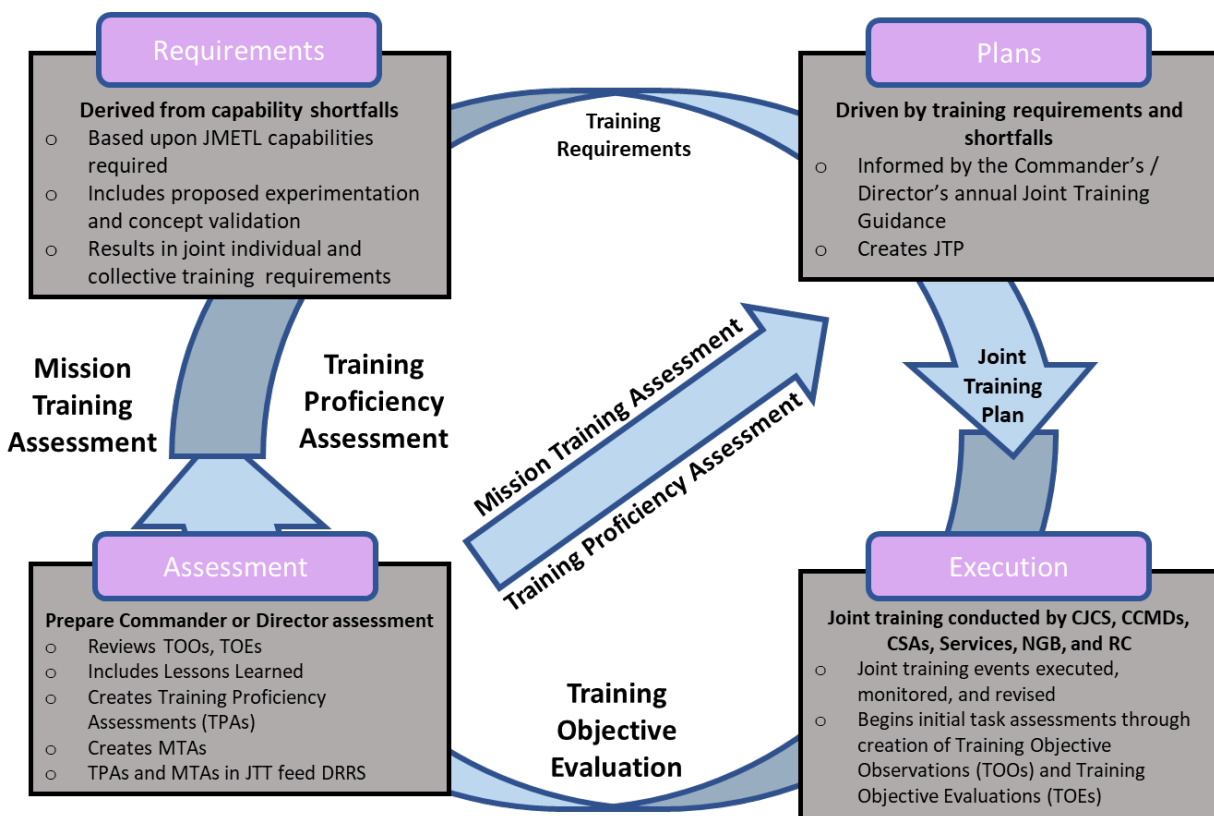 Requirements
Derived from capability shortfalls
o Based upon JMETL capabilities
required
o Includes proposed experimentation
and concept validation
o Results in joint individual and
collective training requirements
Training
Requirements
Plans
Driven by training requirements and
shortfalls
o Informed by the Commander's /
Director's annual Joint Training
Guidance
o Creates JTP
Mission
Training
Assessment
Training
Proficiency
Assessment
Mission Training Assessment
Training Proficiency Assessment
Joint
Training
Plan
Assessment
Prepare Commander or Director assessment
o Reviews TOOs, TOEs
o Includes Lessons Learned
o Creates Training Proficiency
Assessments (TPAs)
o Creates MTAs
o TPAs and MTAs in JTT feed DRRS
Training
Objective
Evaluation
Execution
Joint training conducted by CJCS, CCMDs,
CSAs, Services, NGB, and RC
o Joint training events executed,
monitored, and revised
o Begins initial task assessments through
creation of Training Objective
Observations (TOOs) and Training
Objective Evaluations (TOEs)